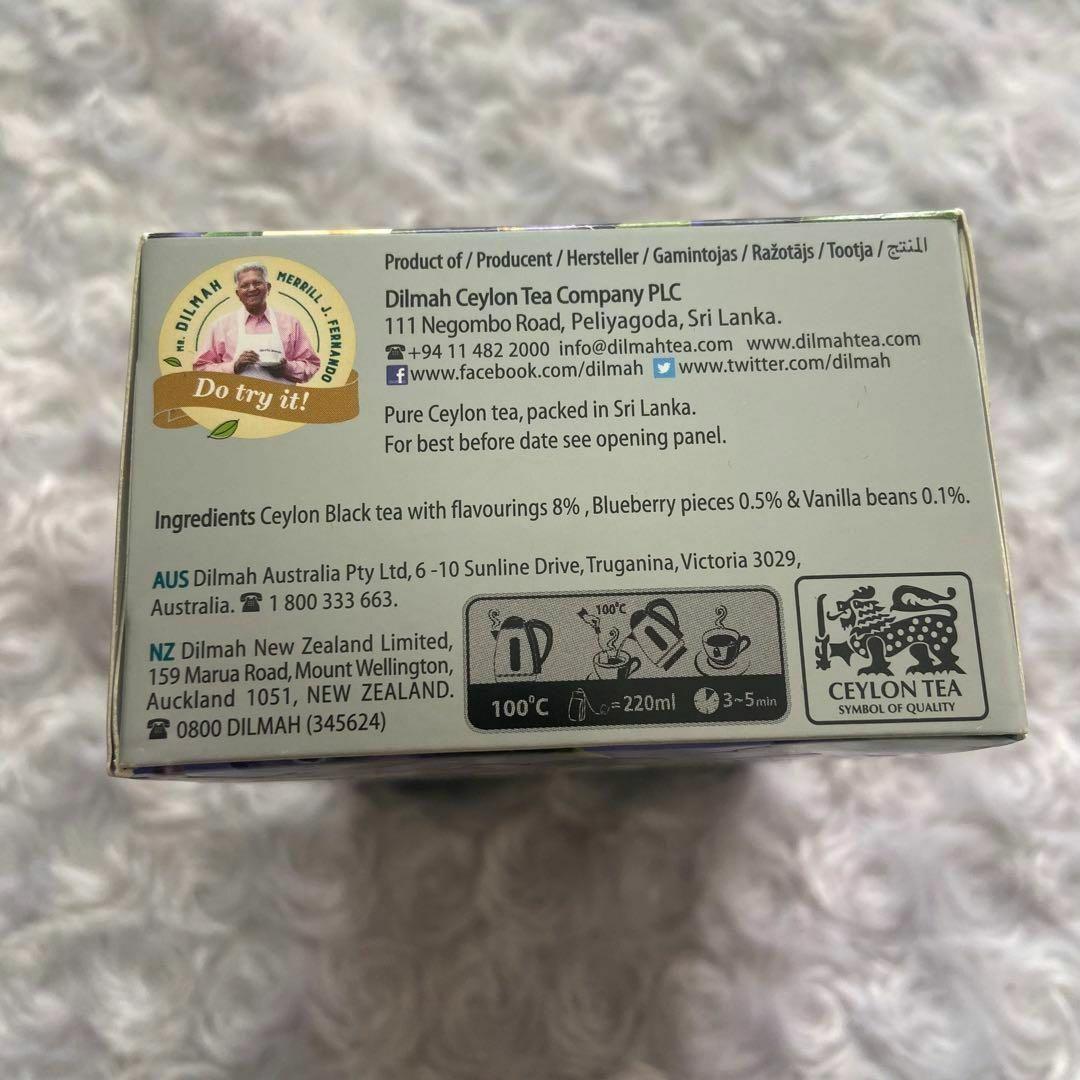 MR. DILMAH MERRILL J. FERNANDO
Do try it!
Product of / Producent / Hersteller / Gamintojas / Ražotājs / Tootja / المنتج
Dilmah Ceylon Tea Company PLC
111 Negombo Road, Peliyagoda, Sri Lanka.
☎ +94 11 482 2000 info@dilmahtea.com www.dilmahtea.com
f www.facebook.com/dilmah www.twitter.com/dilmah
Pure Ceylon tea, packed in Sri Lanka.
For best before date see opening panel.
Ingredients Ceylon Black tea with flavourings 8% , Blueberry pieces 0.5% & Vanilla beans 0.1%.
AUS Dilmah Australia Pty Ltd, 6 -10 Sunline Drive, Truganina, Victoria 3029,
Australia. ☎ 1 800 333 663.
NZ Dilmah New Zealand Limited,
159 Marua Road, Mount Wellington,
Auckland 1051, NEW ZEALAND.
☎ 0800 DILMAH (345624)
100°C
100°C =220ml 3~5min
CEYLON TEA
SYMBOL OF QUALITY